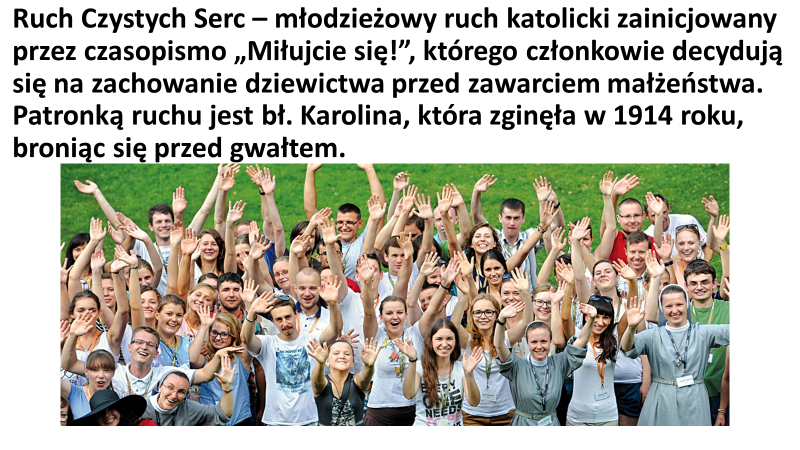 Ruch Czystych Serc – młodzieżowy ruch katolicki zainicjowany
przez czasopismo „Miłujcie się!”, którego członkowie decydują
się na zachowanie dziewictwa przed zawarciem małżeństwa.
Patronką ruchu jest bł. Karolina, która zginęła w 1914 roku,
broniąc się przed gwałtem.
NEEDS